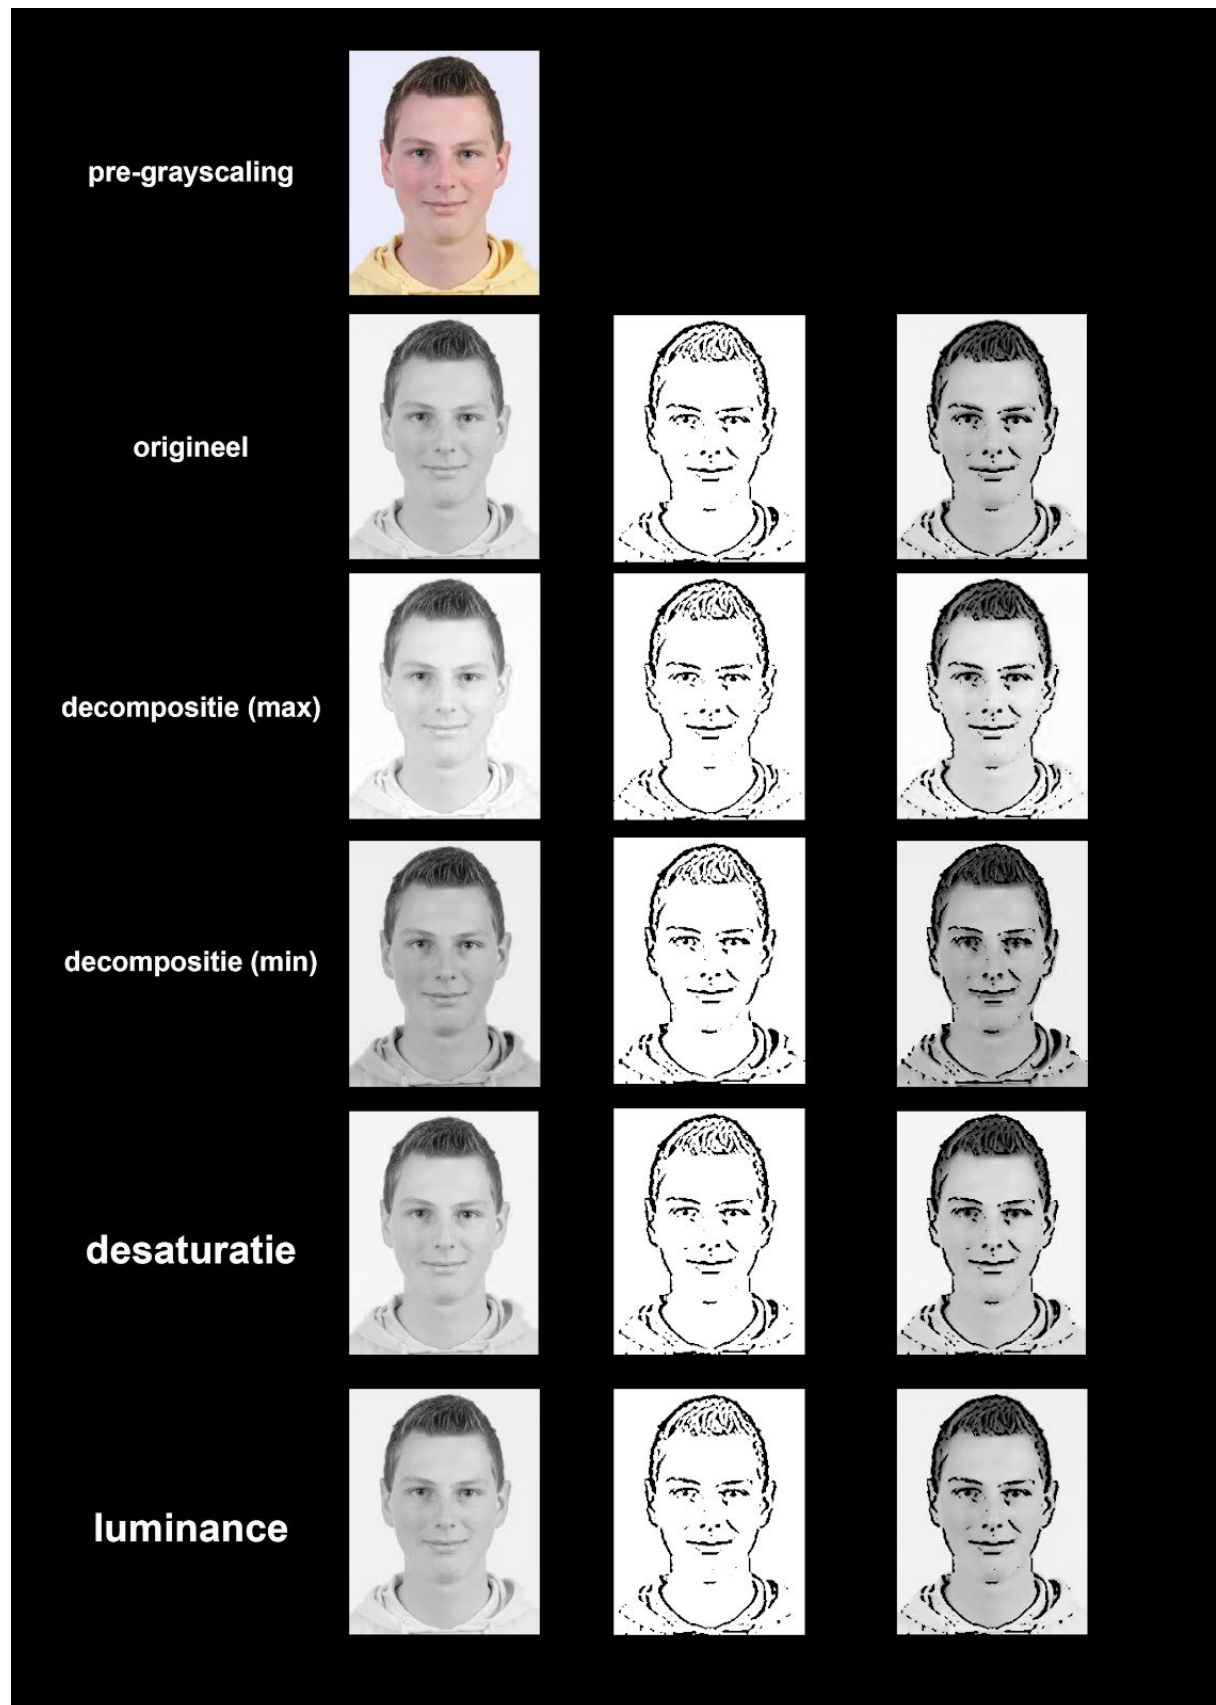 pre-grayscaling
origineel
decompositie (max)
decompositie (min)
desaturatie
luminance